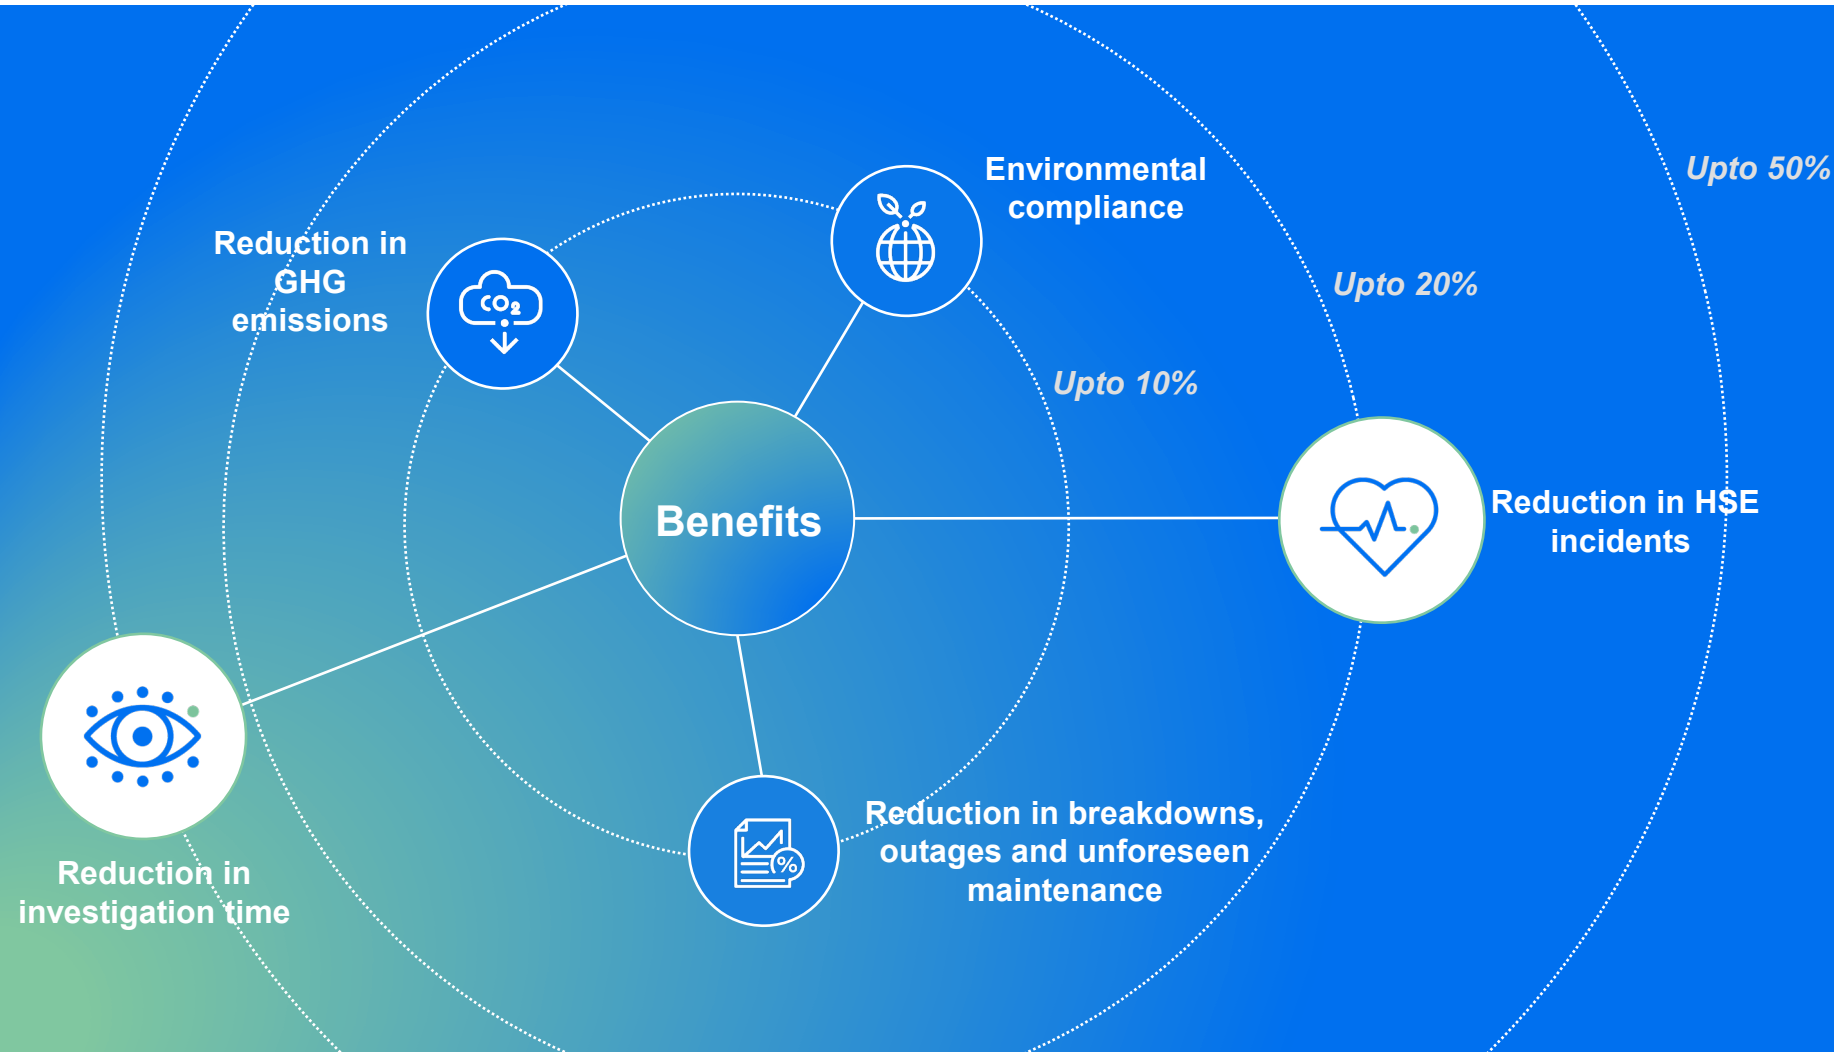 Environmental
compliance
Upto 50%
Reduction in
GHG
emissions
CO2
Upto 20%
Upto 10%
Benefits
Reduction in HSE
incidents
Reduction in breakdowns,
outages and unforeseen
maintenance
%
Reduction in
investigation time